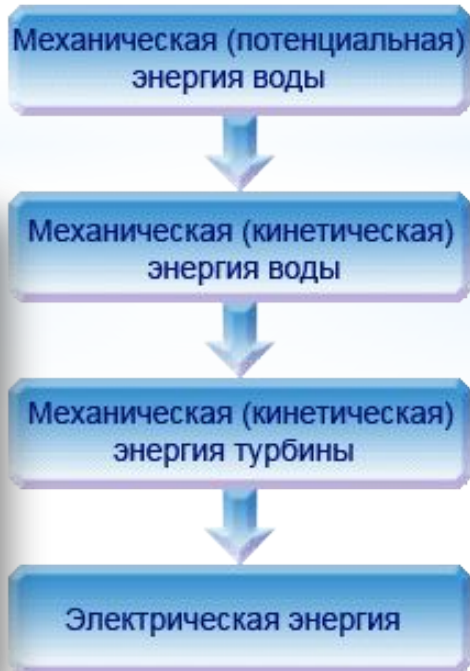 Механическая (потенциальная)
энергия воды
Механическая (кинетическая)
энергия воды
Механическая (кинетическая)
энергия турбины
Электрическая энергия